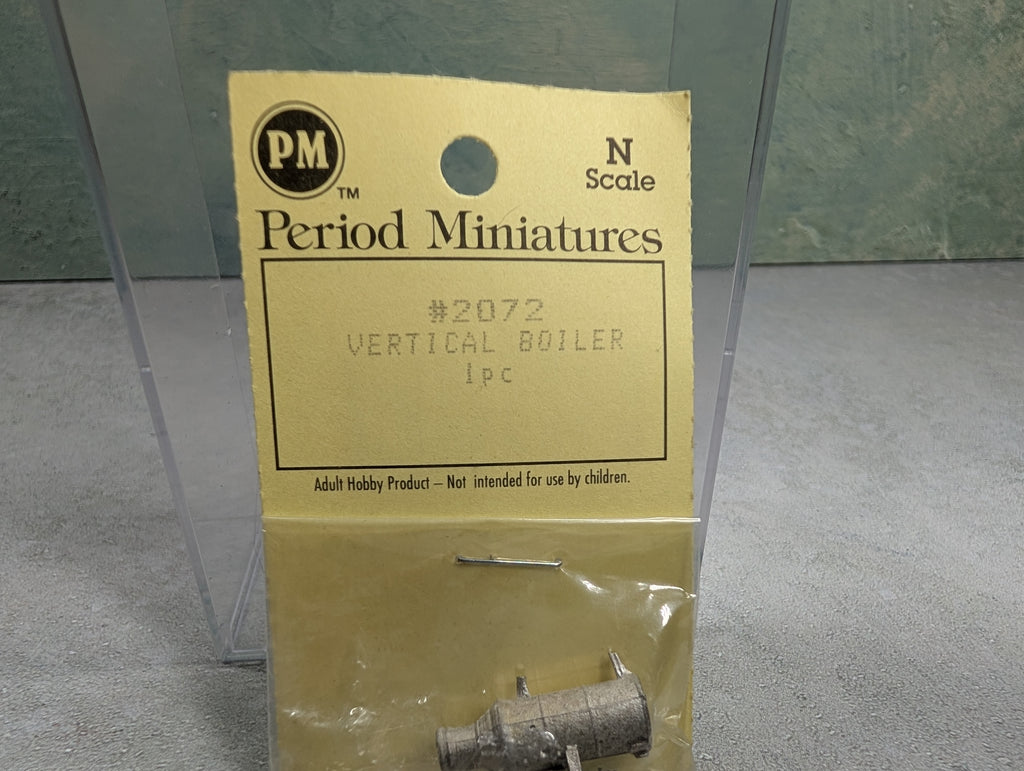 PM
TM
N
Scale
Period Miniatures
#2072
VERTICAL BOILER
1pc
Adult Hobby Product – Not intended for use by children.